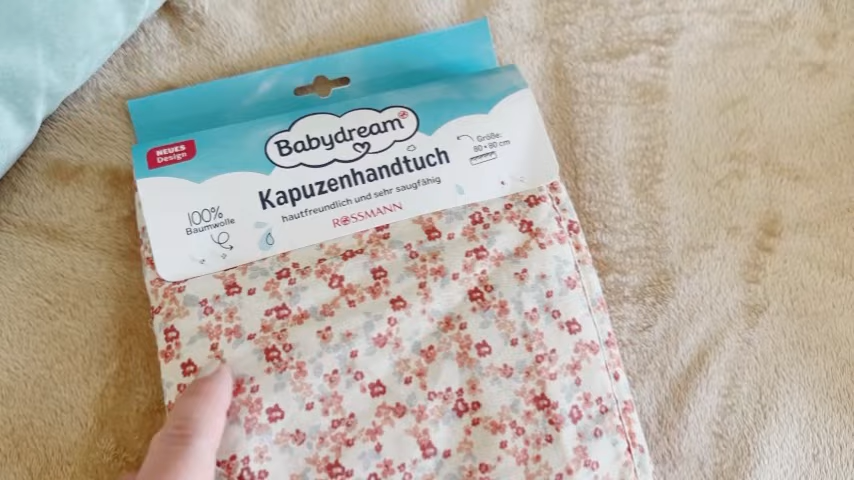 NEUES
Design
Babydream
Größe:
80 × 80 cm
Kapuzenhandtuch
hautfreundlich und sehr saugfähig
100%
Baumwolle
ROSSMANN